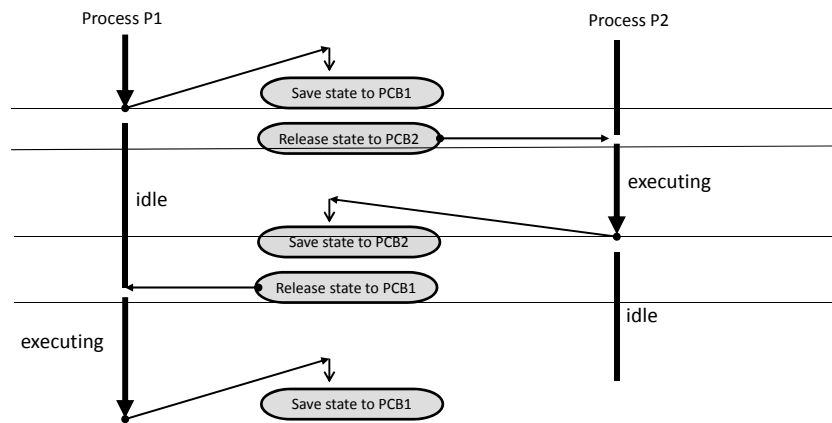 Process P1
Process P2
Save state to PCB1
Release state to PCB2
executing
idle
Save state to PCB2
Release state to PCB1
idle
executing
Save state to PCB1